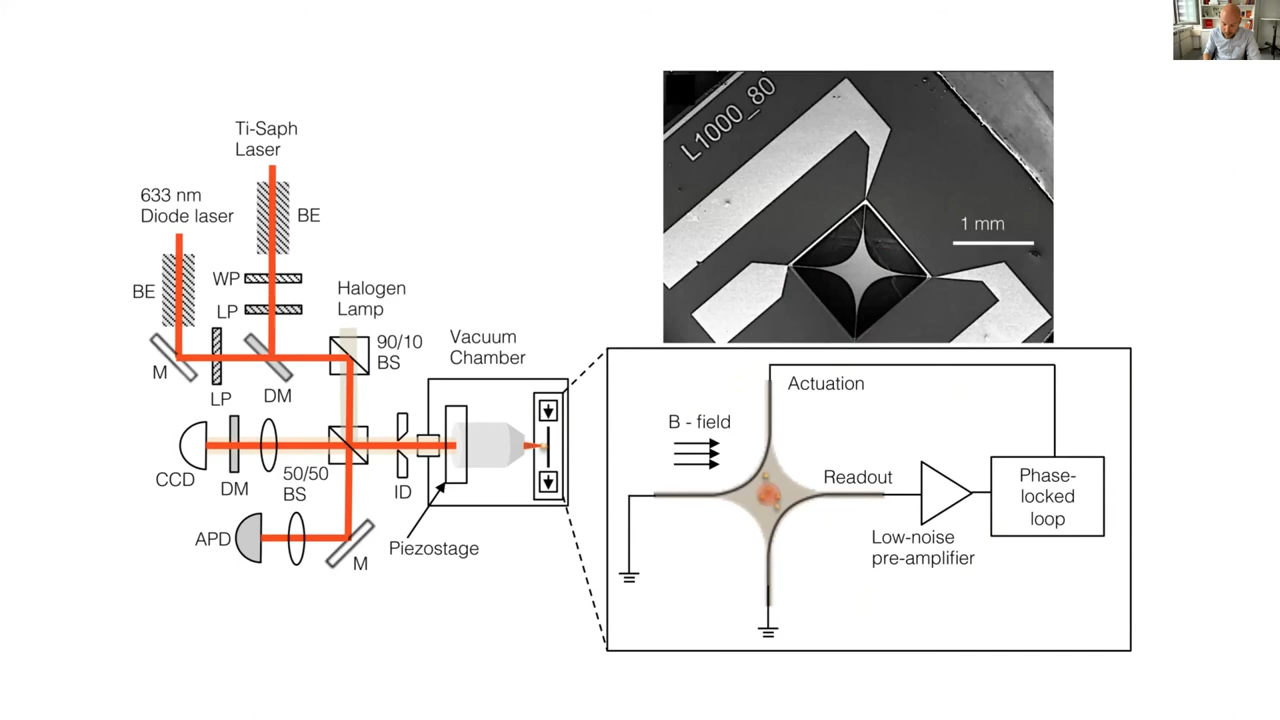 Ti-Saph
Laser
633 nm
Diode laser
BE
BE
WP
LP
Halogen
Lamp
90/10
BS
M
LP
DM
Vacuum
Chamber
CCD
DM
50/50
BS
ID
APD
M
Piezostage
L1000_80
1 mm
Actuation
B - field
Readout
Low-noise
pre-amplifier
Phase-
locked
loop